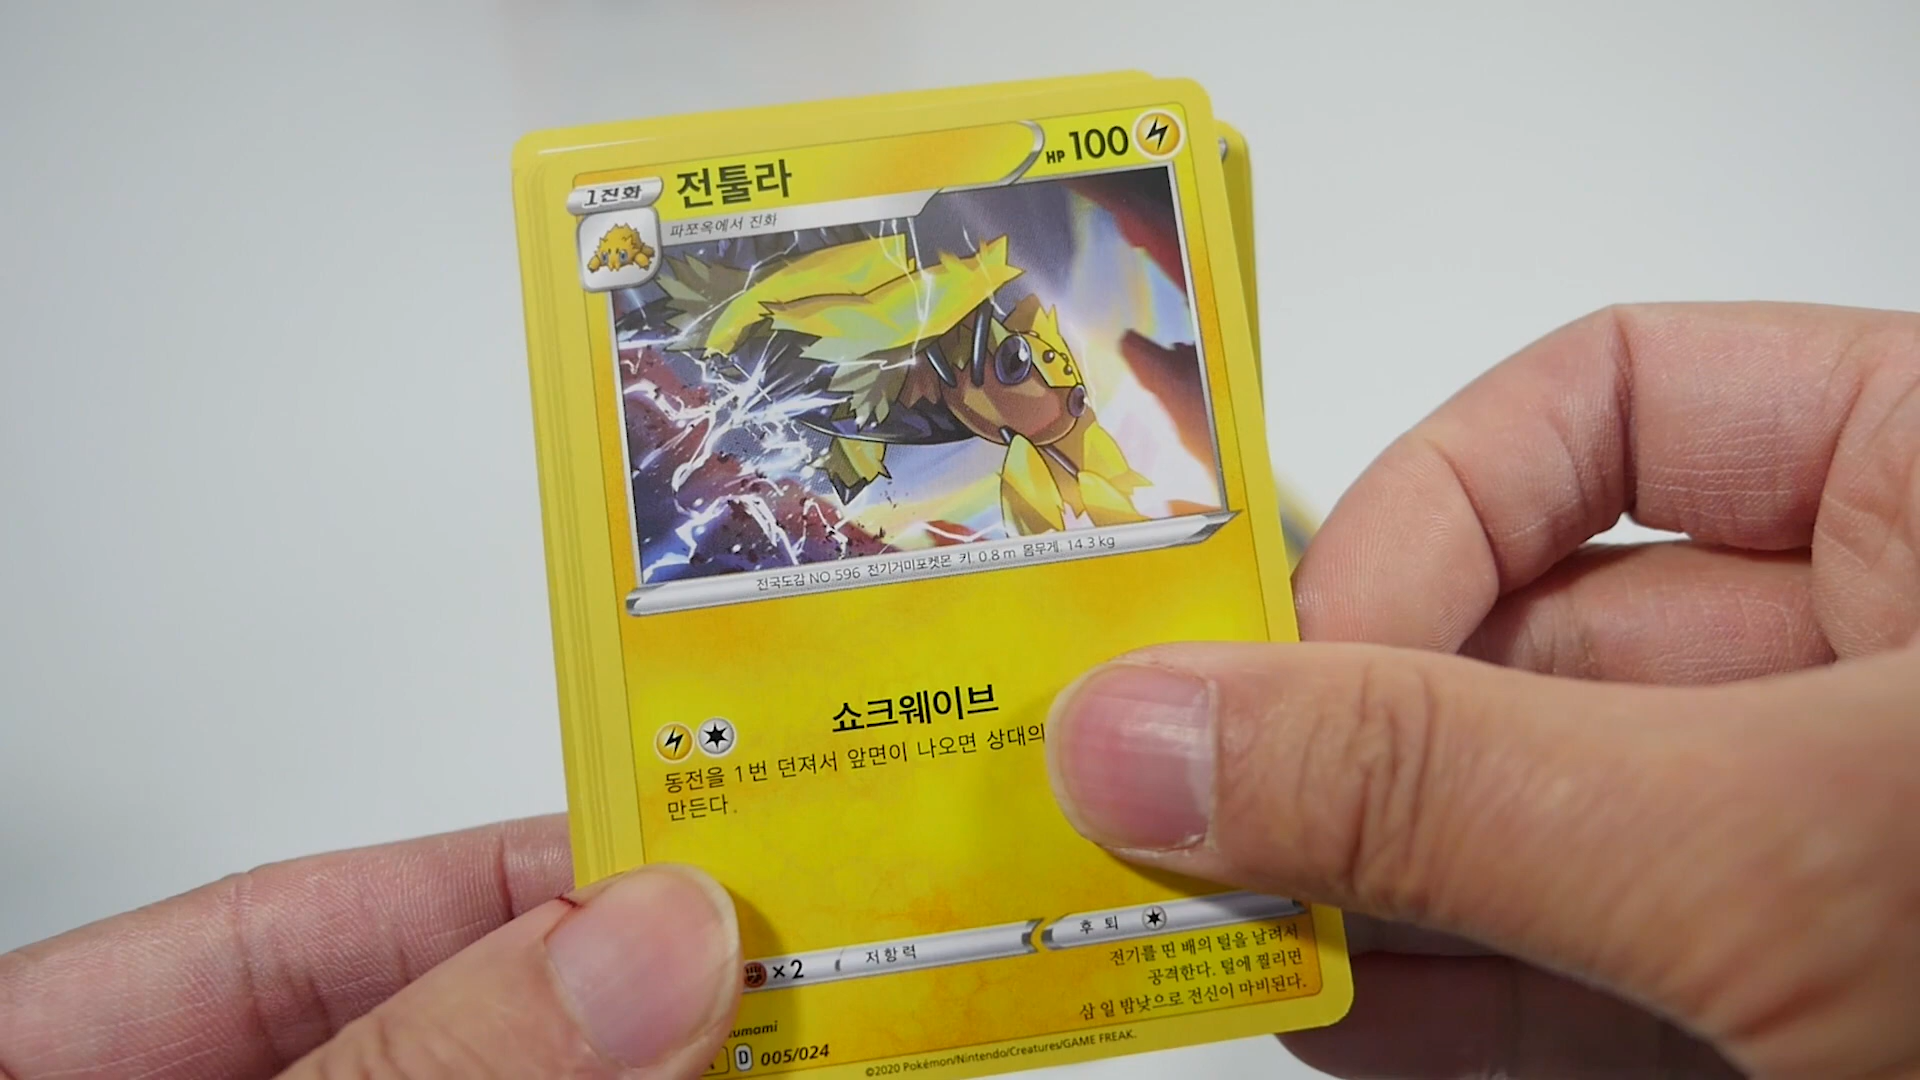 1진화 전툴라 HP 100
파쪼옥에서 진화
전국도감 NO.596 전기거미포켓몬 키 0.8m 몸무게 14.3kg
쇼크웨이브
동전을 1번 던져서 앞면이 나오면 상대의
만든다.
×2 저항력 후퇴
전기를 띤 배의 털을 날려서
공격한다. 털에 찔리면
삼 일 밤낮으로 전신이 마비된다.
D 005/024
©2020 Pokémon/Nintendo/Creatures/GAME FREAK.